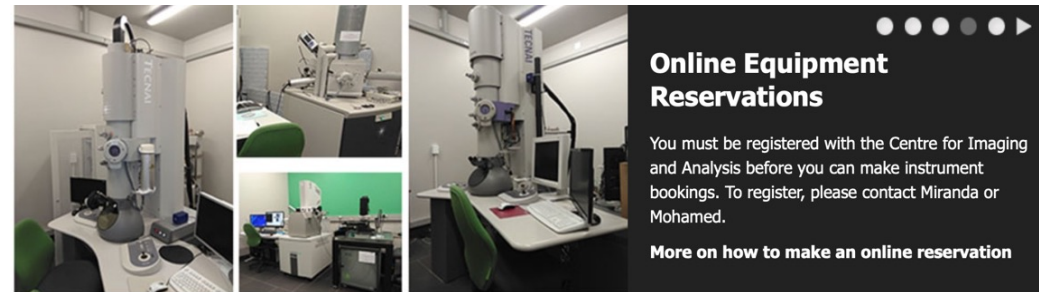 TECNAI
TECNAI
Online Equipment
Reservations
You must be registered with the Centre for Imaging
and Analysis before you can make instrument
bookings. To register, please contact Miranda or
Mohamed.
More on how to make an online reservation